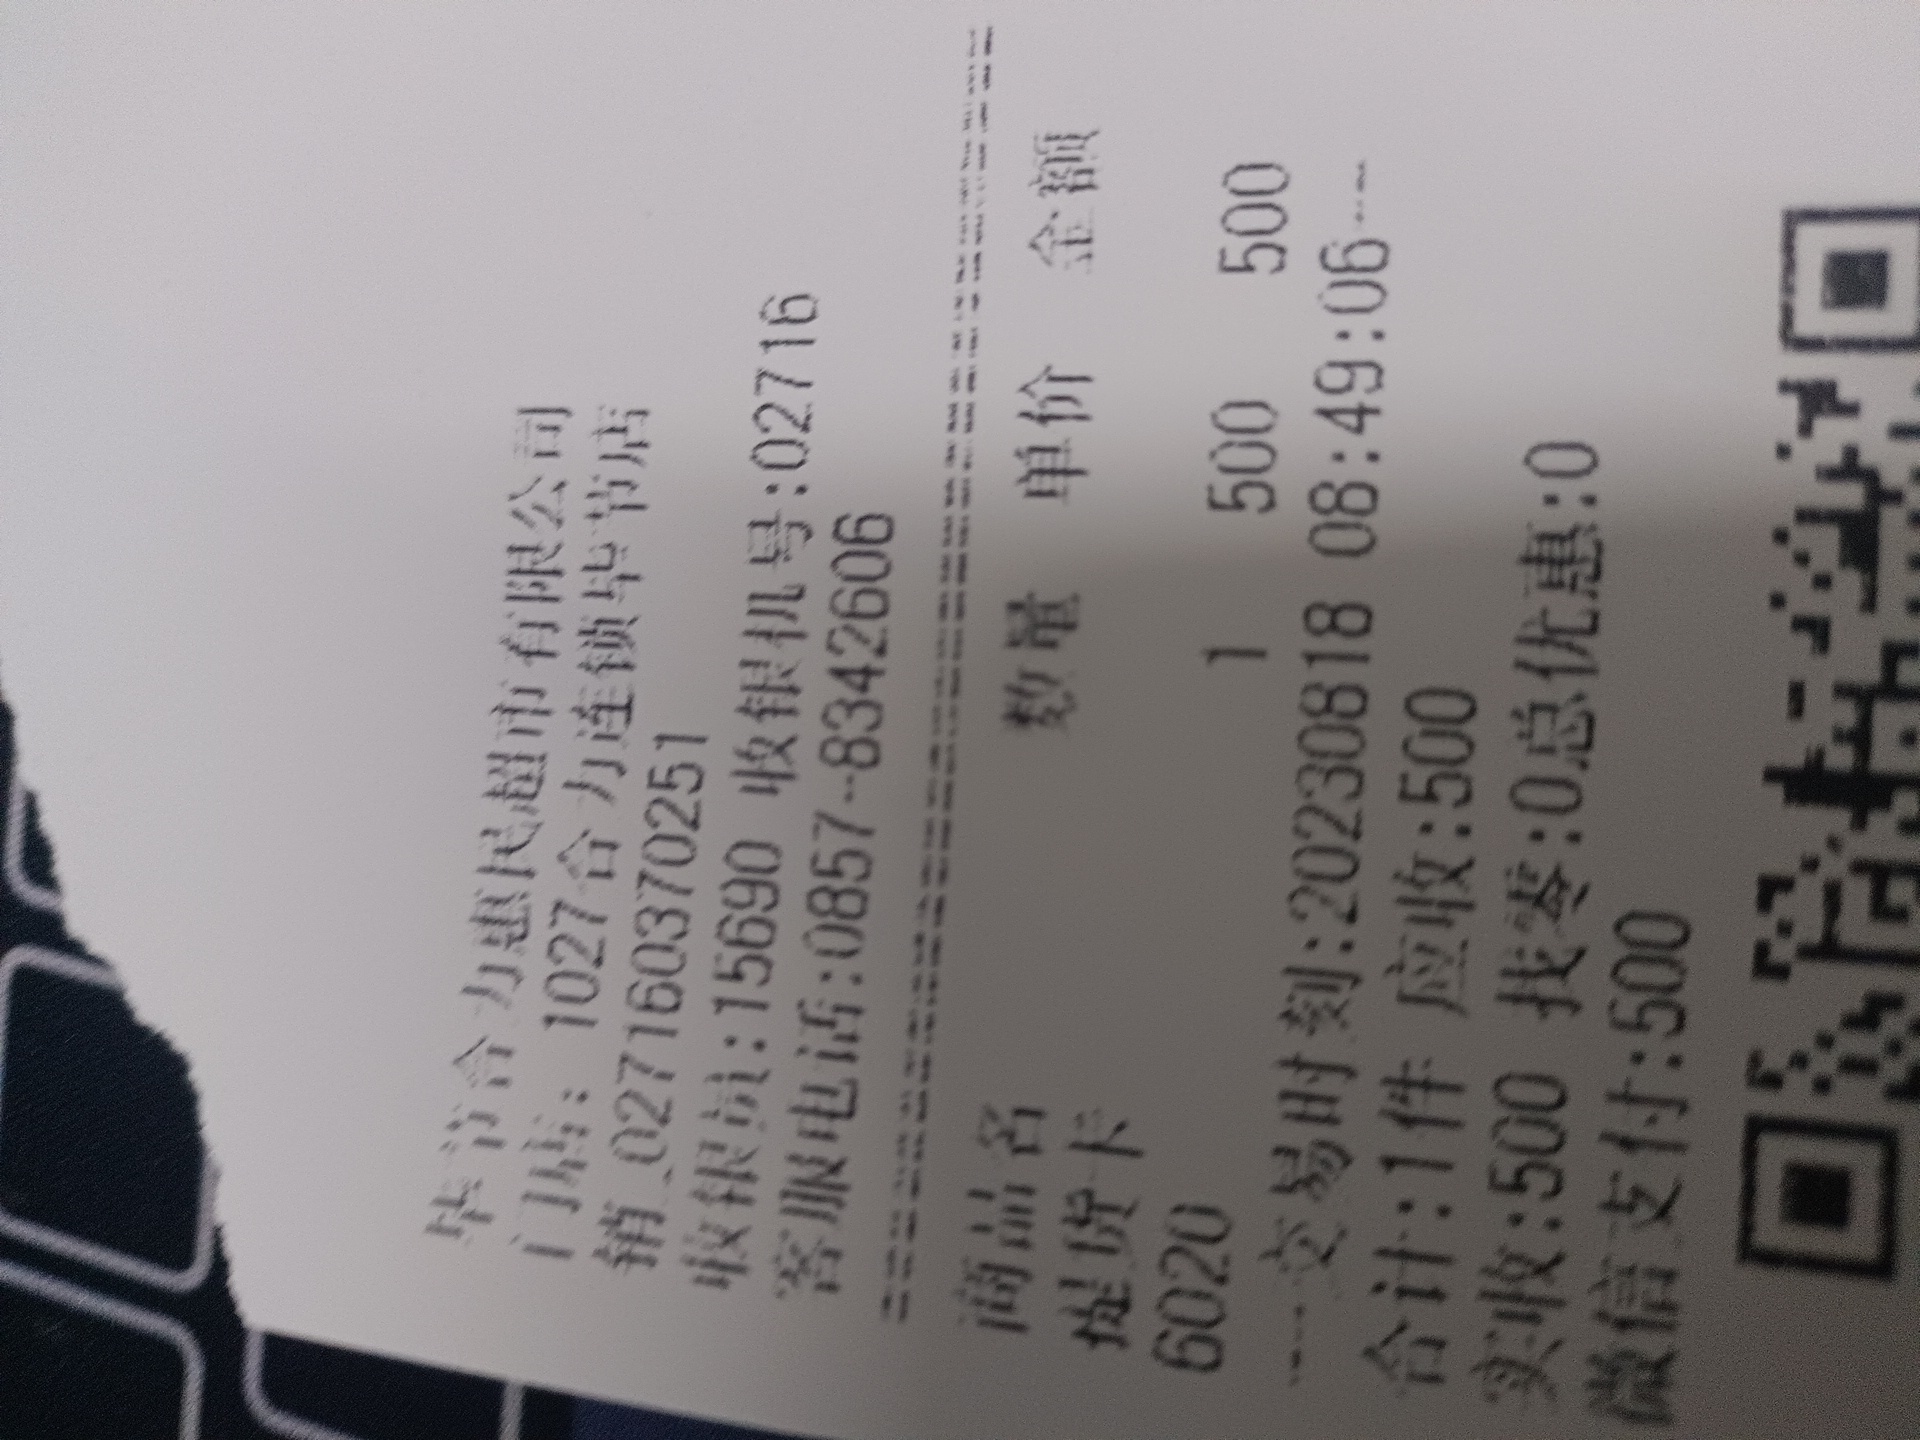 毕节合力惠民超市有限公司
门店: 1027合力连锁毕节店
销_0271603702 51
收银员:15690 收银机号:02716
客服电话:0857-8342606
商品名 数量 单价 金额
提货卡
6020 1 500 500
----交易时刻:20230818 08:49:06---
合计:1件 应收:500
实收:500 找零:0总优惠:0
微信支付:500